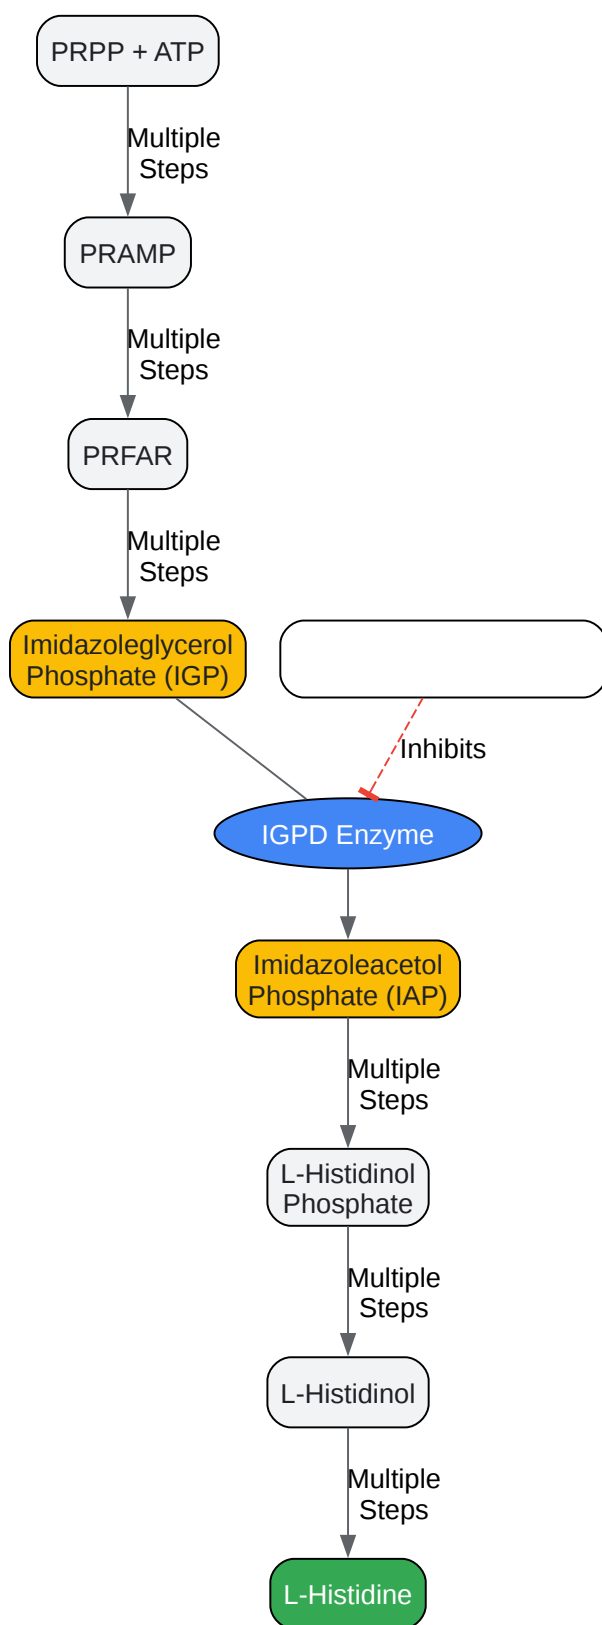 PRPP + ATP
Multiple
Steps
PRAMP
Multiple
Steps
PRFAR
Multiple
Steps
Imidazoleglycerol
Phosphate (IGP)
Inhibits
IGPD Enzyme
Imidazoleacetol
Phosphate (IAP)
Multiple
Steps
L-Histidinol
Phosphate
Multiple
Steps
L-Histidinol
Multiple
Steps
L-Histidine